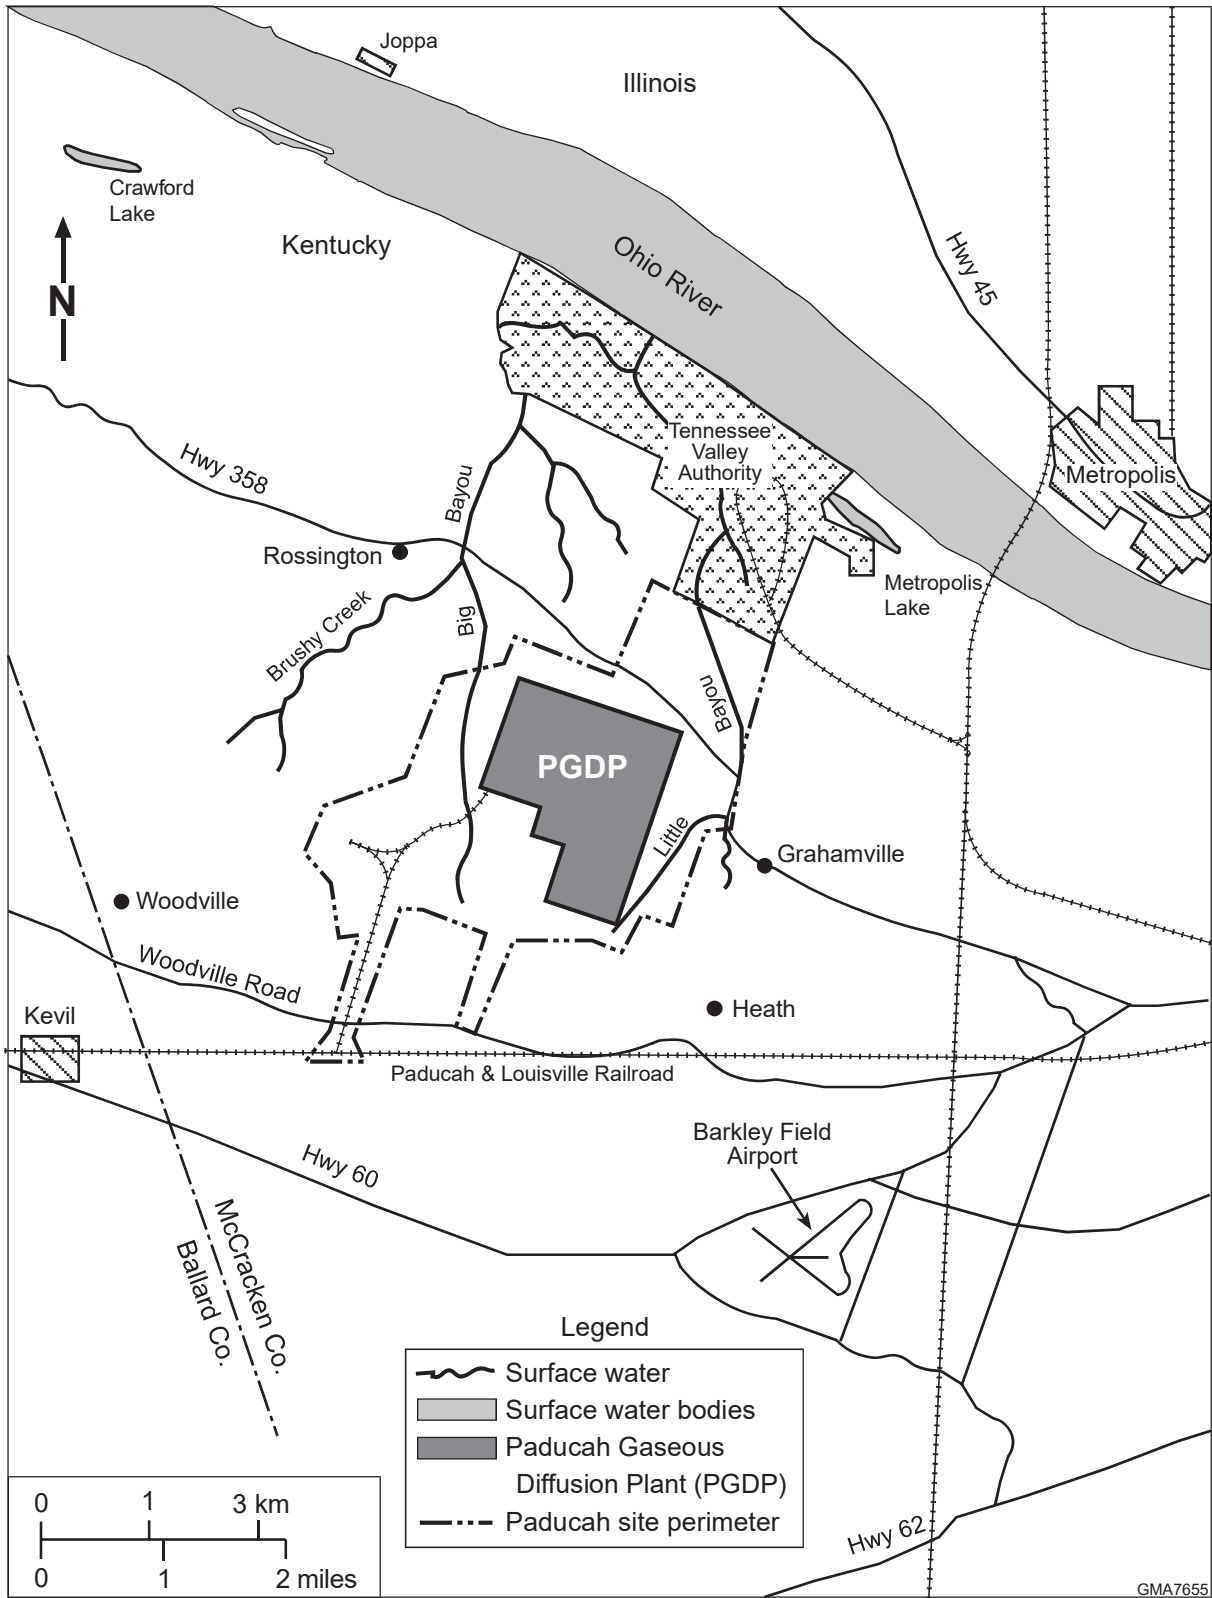 Joppa
Illinois
Crawford
Lake
Kentucky
Ohio River
Hwy 45
N
Tennessee
Valley
Authority
Metropolis
Hwy 358
Bayou
Rossington
Metropolis
Lake
Brushy Creek
Big
Bayou
PGDP
Little
Grahamville
Woodville
Woodville Road
Heath
Kevil
Paducah & Louisville Railroad
Barkley Field
Airport
Hwy 60
McCracken Co.
Ballard Co.
Legend
Surface water
Surface water bodies
Paducah Gaseous
Diffusion Plant (PGDP)
Paducah site perimeter
0 1 3 km
0 1 2 miles
Hwy 62
GMA7655